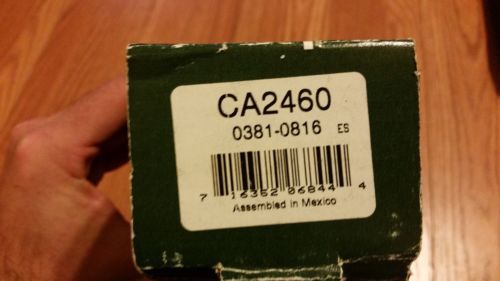 CA2460
0381-0816 ES
7 16352 06844 4
Assembled in Mexico